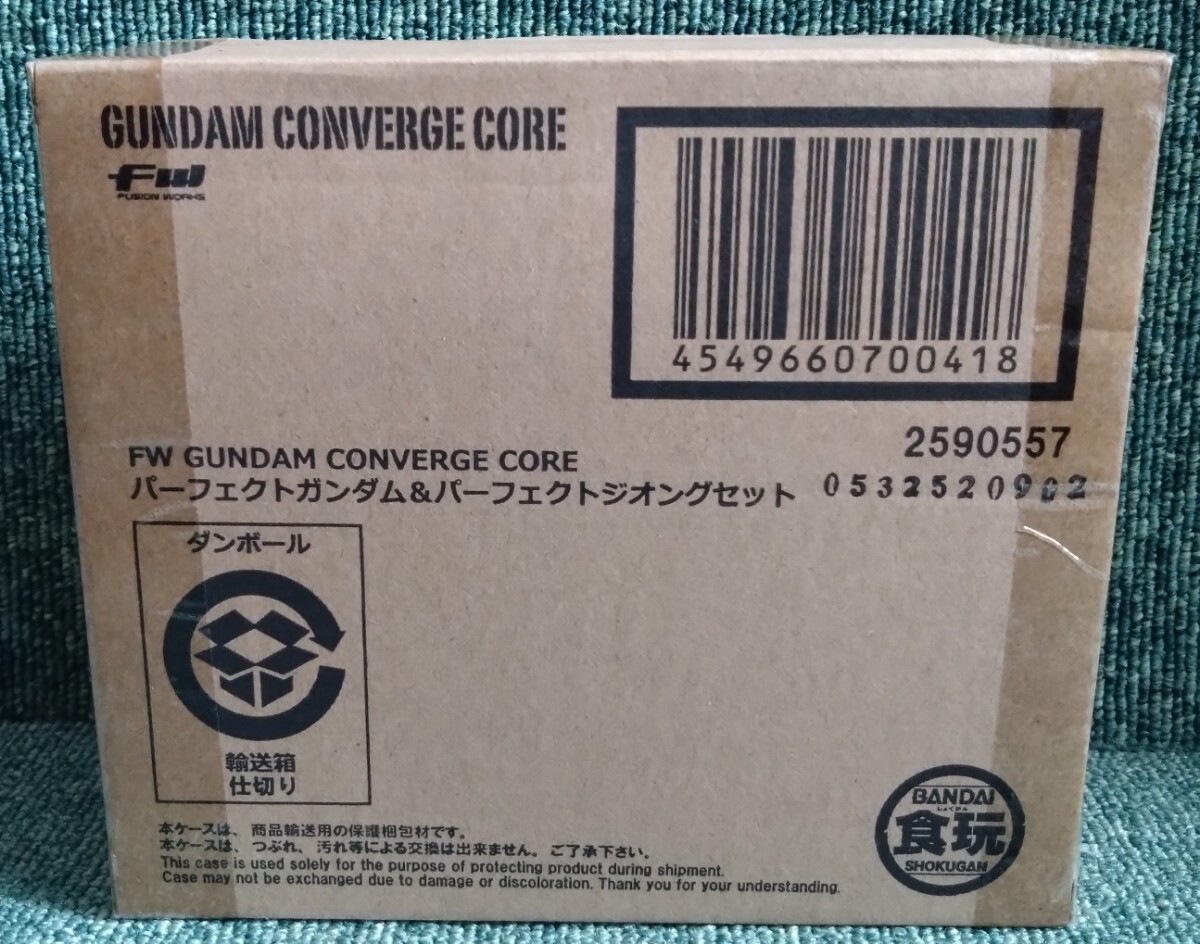 GUNDAM CONVERGE CORE
FW
FUSION WORKS
4549660700418
2590557
FW GUNDAM CONVERGE CORE
パーフェクトガンダム&パーフェクトジオングセット
0532520902
ダンボール
輸送箱
仕切り
本ケースは、商品輸送用の保護梱包材です。
本ケースは、つぶれ、汚れ等による交換は出来ません。ご了承下さい。
This case is used solely for the purpose of protecting product during shipment.
Case may not be exchanged due to damage or discoloration. Thank you for your understanding.
BANDAI
しょくがん
食玩
SHOKUGAN